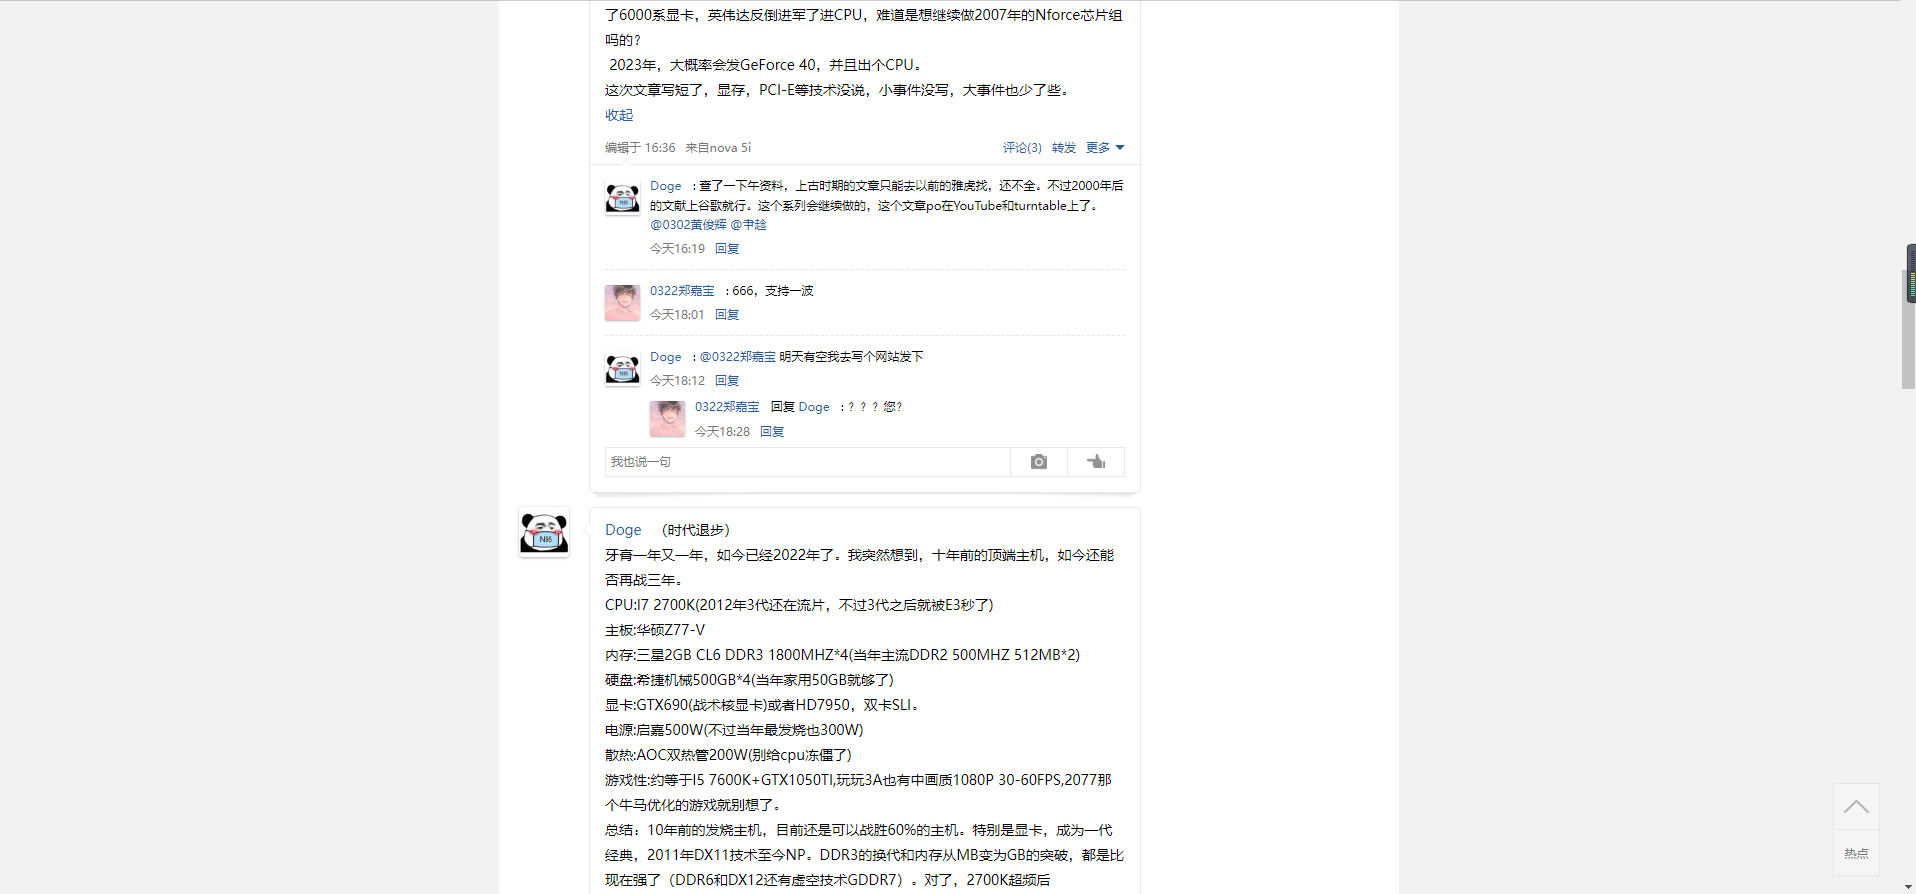 了6000系显卡，英伟达反倒进军了进CPU，难道是想继续做2007年的Nforce芯片组
吗的？
2023年，大概率会发GeForce 40，并且出个CPU。
这次文章写短了，显存，PCI-E等技术没说，小事件没写，大事件也少了些。
收起
编辑于 16:36 来自nova 5i 评论(3) 转发 更多
Doge ：查了一下午资料，上古时期的文章只能去以前的雅虎找，还不全。不过2000年后
的文献上谷歌就行。这个系列会继续做的，这个文章po在YouTube和turntable上了。
@0302黄俊辉 @肀趁
今天16:19 回复
0322郑嘉宝 ：666，支持一波
今天18:01 回复
Doge ：@0322郑嘉宝 明天有空我去写个网站发下
今天18:12 回复
0322郑嘉宝 回复 Doge ：？？？您?
今天18:28 回复
我也说一句
N95
Doge （时代退步）
牙膏一年又一年，如今已经2022年了。我突然想到，十年前的顶端主机，如今还能
否再战三年。
CPU:I7 2700K(2012年3代还在流片，不过3代之后就被E3秒了)
主板:华硕Z77-V
内存:三星2GB CL6 DDR3 1800MHZ*4(当年主流DDR2 500MHZ 512MB*2)
硬盘:希捷机械500GB*4(当年家用50GB就够了)
显卡:GTX690(战术核显卡)或者HD7950，双卡SLI。
电源:启嘉500W(不过当年最发烧也300W)
散热:AOC双热管200W(别给cpu冻僵了)
游戏性:约等于I5 7600K+GTX1050TI,玩玩3A也有中画质1080P 30-60FPS,2077那
个牛马优化的游戏就别想了。
总结：10年前的发烧主机，目前还是可以战胜60%的主机。特别是显卡，成为一代
经典，2011年DX11技术至今NP。DDR3的换代和内存从MB变为GB的突破，都是比
现在强了（DDR6和DX12还有虚空技术GDDR7）。对了，2700K超频后
热点